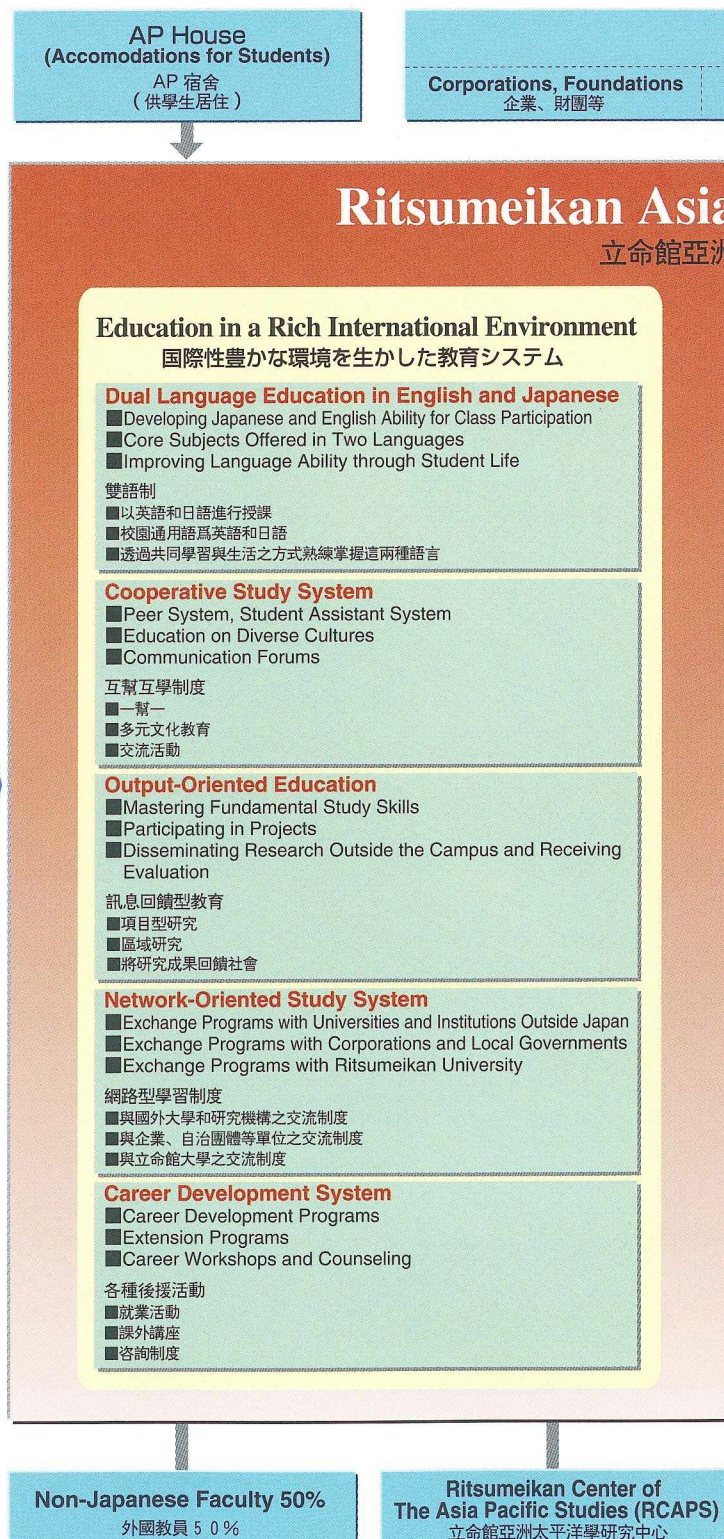 AP House
(Accomodations for Students)
AP 宿舍
( 供學生居住 )
Corporations, Foundations
企業、財團等
Ritsumeikan Asia
立命館亞洲
Education in a Rich International Environment
国際性豊かな環境を生かした教育システム
Dual Language Education in English and Japanese
■Developing Japanese and English Ability for Class Participation
■Core Subjects Offered in Two Languages
■Improving Language Ability through Student Life
雙語制
■以英語和日語進行授課
■校園通用語爲英語和日語
■透過共同學習與生活之方式熟練掌握這兩種語言
Cooperative Study System
■Peer System, Student Assistant System
■Education on Diverse Cultures
■Communication Forums
互幫互學制度
■一幫一
■多元文化教育
■交流活動
Output-Oriented Education
■Mastering Fundamental Study Skills
■Participating in Projects
■Disseminating Research Outside the Campus and Receiving
Evaluation
訊息回饋型教育
■項目型研究
■區域研究
■將研究成果回饋社會
Network-Oriented Study System
■Exchange Programs with Universities and Institutions Outside Japan
■Exchange Programs with Corporations and Local Governments
■Exchange Programs with Ritsumeikan University
網路型學習制度
■與國外大學和研究機構之交流制度
■與企業、自治團體等單位之交流制度
■與立命館大學之交流制度
Career Development System
■Career Development Programs
■Extension Programs
■Career Workshops and Counseling
各種後援活動
■就業活動
■課外講座
■咨詢制度
Non-Japanese Faculty 50%
外國教員５０％
Ritsumeikan Center of
The Asia Pacific Studies (RCAPS)
立命館亞洲太平洋學研究中心